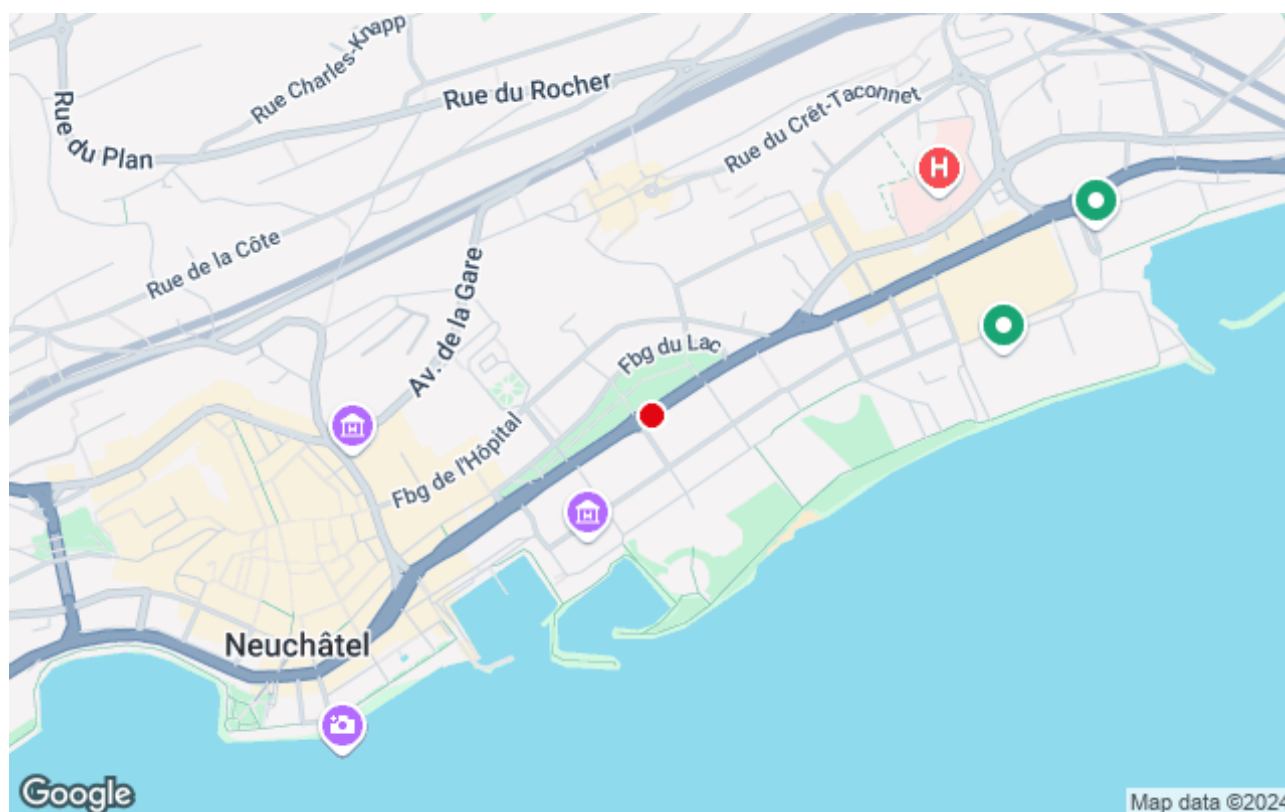 Rue Charles-Knapp
Rue du Rocher
Rue du Plan
Rue du Crêt-Taconnet
H
Rue de la Côte
Av. de la Gare
Fbg du Lac
Fbg de l'Hôpital
Neuchâtel
Google
Map data ©2024